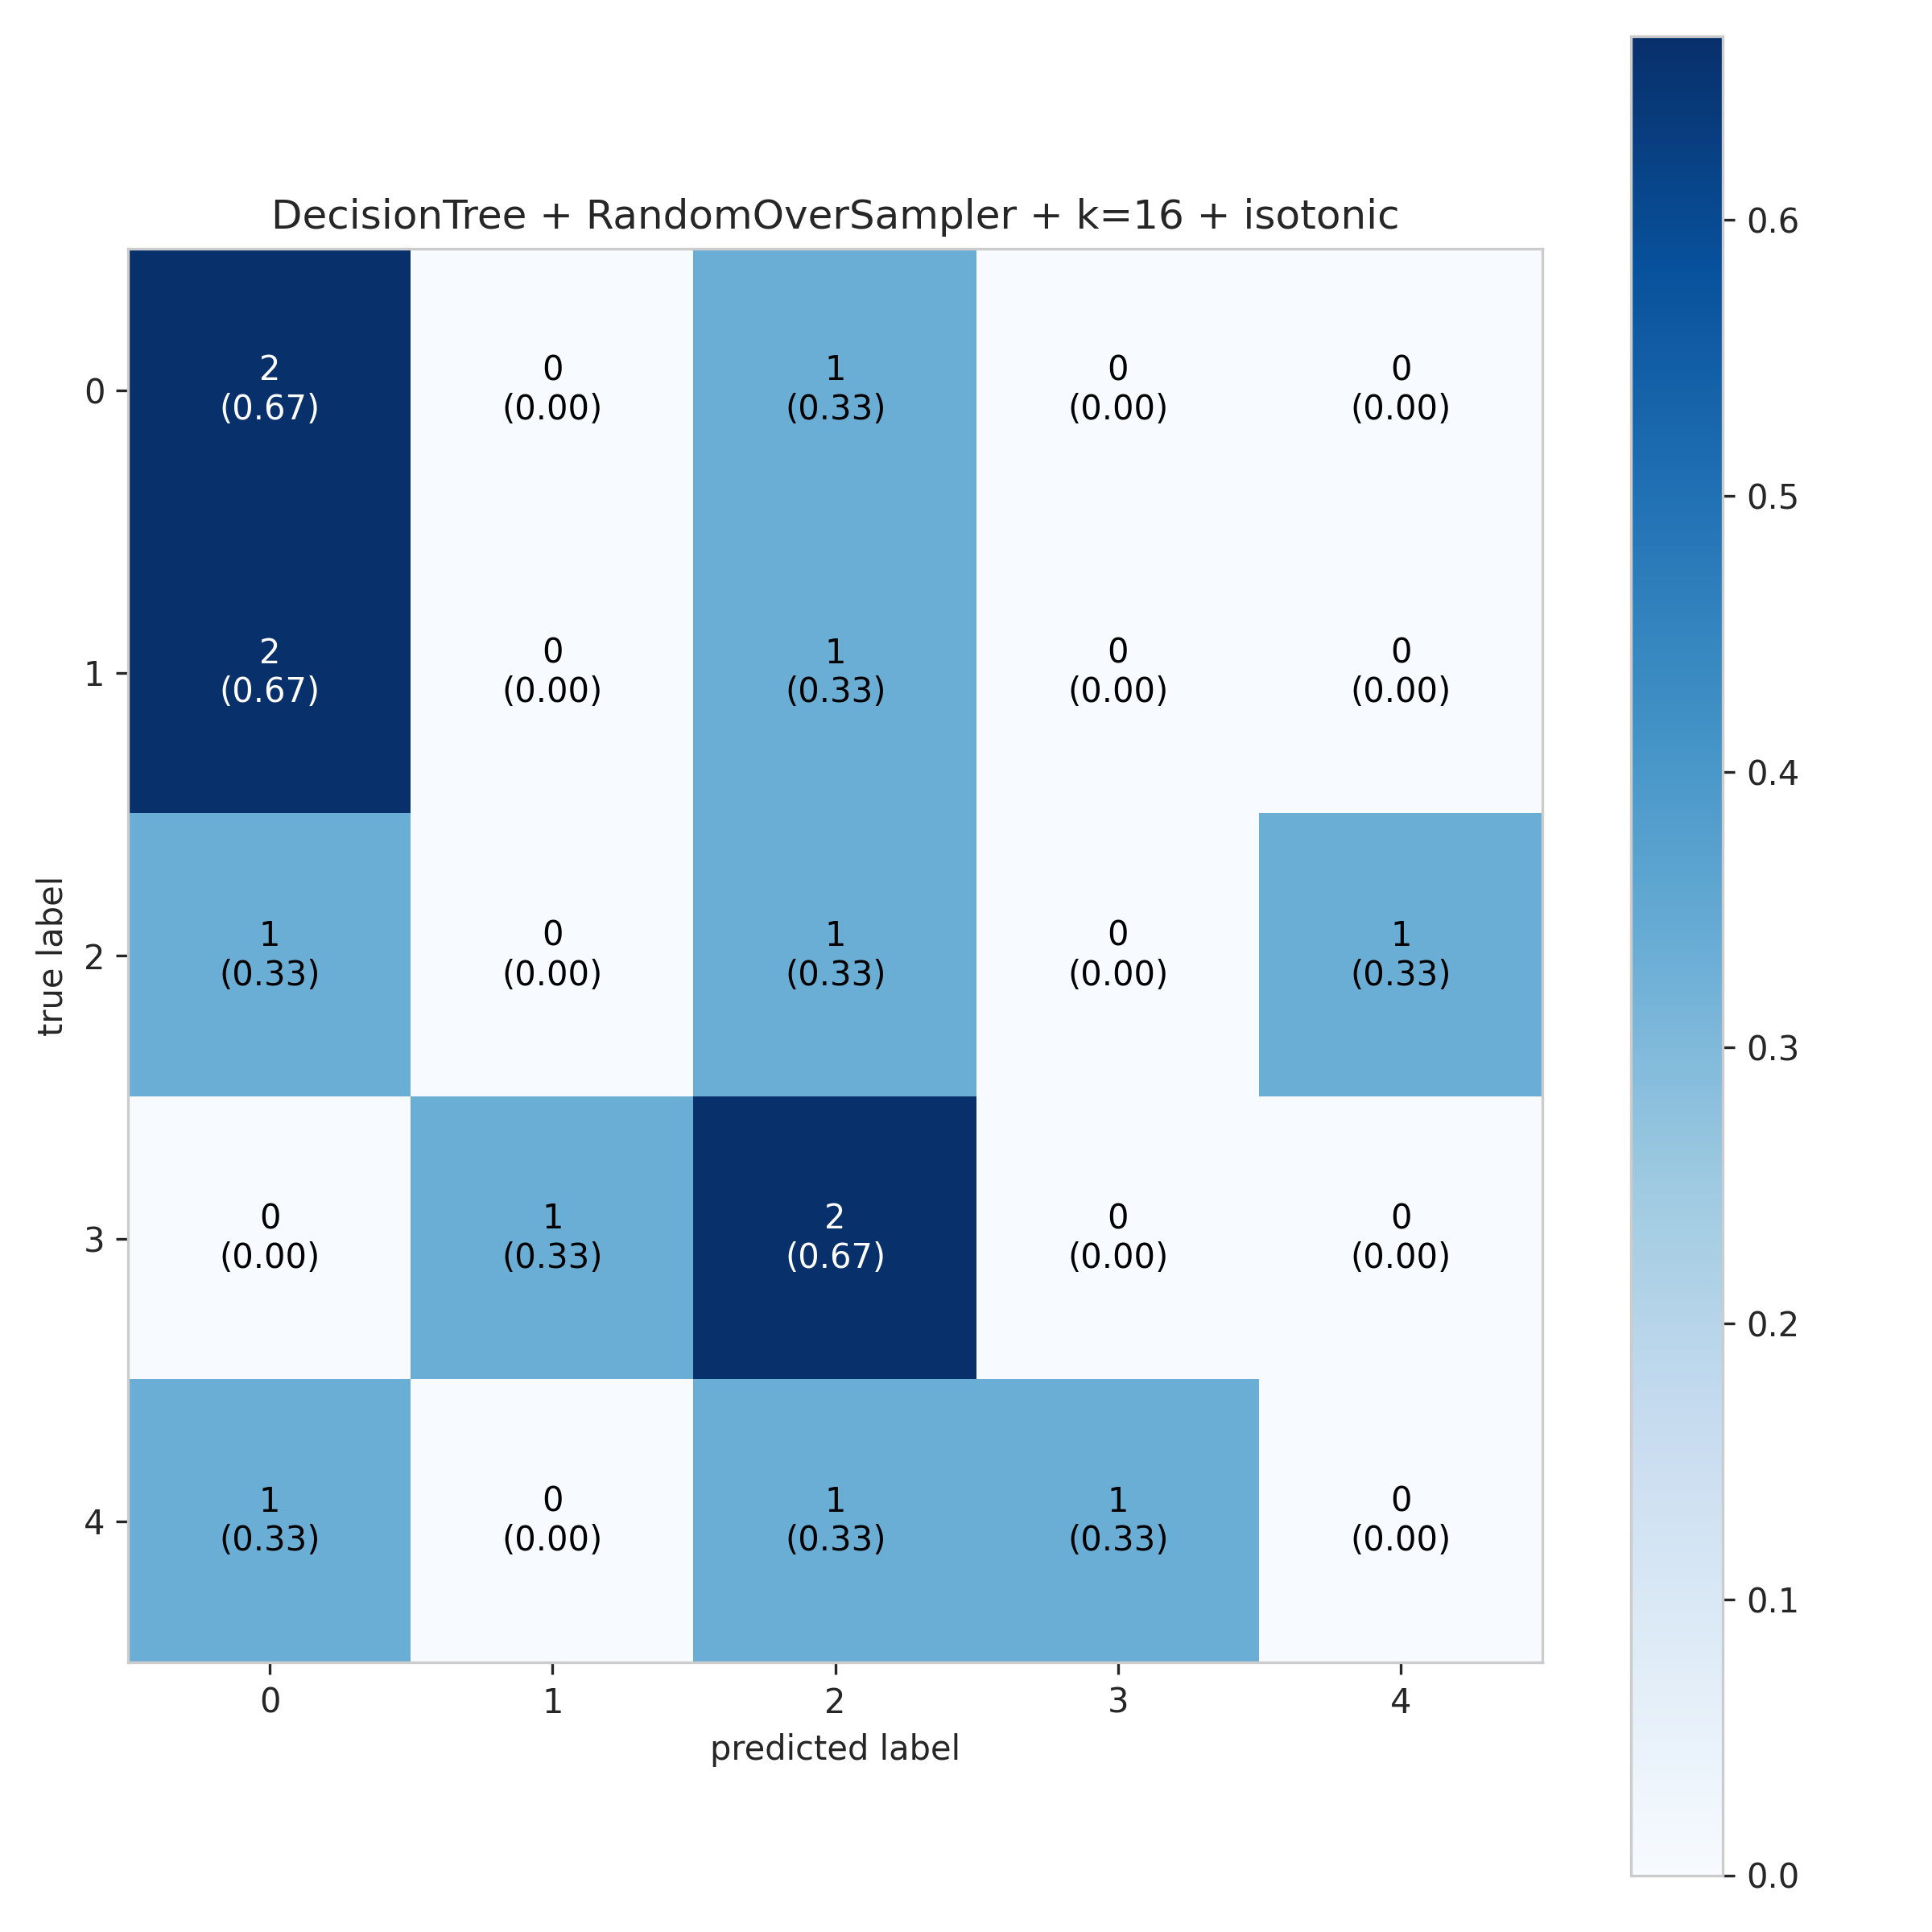 DecisionTree + RandomOverSampler + k=16 + isotonic
true label
0
2 0 1 0 0
(0.67) (0.00) (0.33) (0.00) (0.00)
1
2 0 1 0 0
(0.67) (0.00) (0.33) (0.00) (0.00)
2
1 0 1 0 1
(0.33) (0.00) (0.33) (0.00) (0.33)
3
0 1 2 0 0
(0.00) (0.33) (0.67) (0.00) (0.00)
4
1 0 1 1 0
(0.33) (0.00) (0.33) (0.33) (0.00)
0 1 2 3 4
predicted label
0.6
0.5
0.4
0.3
0.2
0.1
0.0